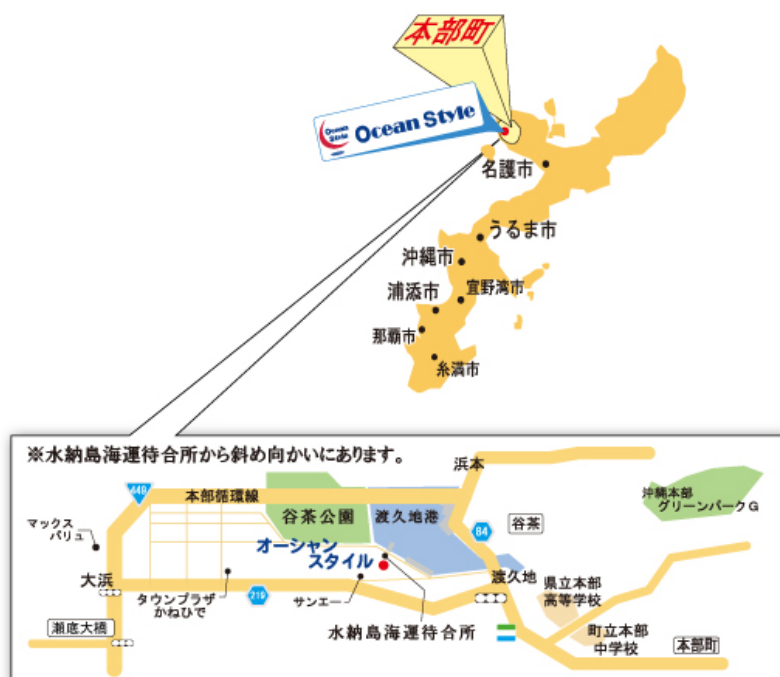 本部町
Ocean
Style
Ocean Style
名護市
うるま市
沖縄市
宜野湾市
浦添市
那覇市
糸満市
※水納島海運待合所から斜め向かいにあります。
浜本
449
本部循環線
沖縄本部
グリーンパークG
マックス
バリュ
谷茶公園
渡久地港
84
谷茶
オーシャン
スタイル
大浜
渡久地
県立本部
高等学校
タウンプラザ
かねひで
219
サンエー
瀬底大橋
水納島海運待合所
町立本部
中学校
本部町